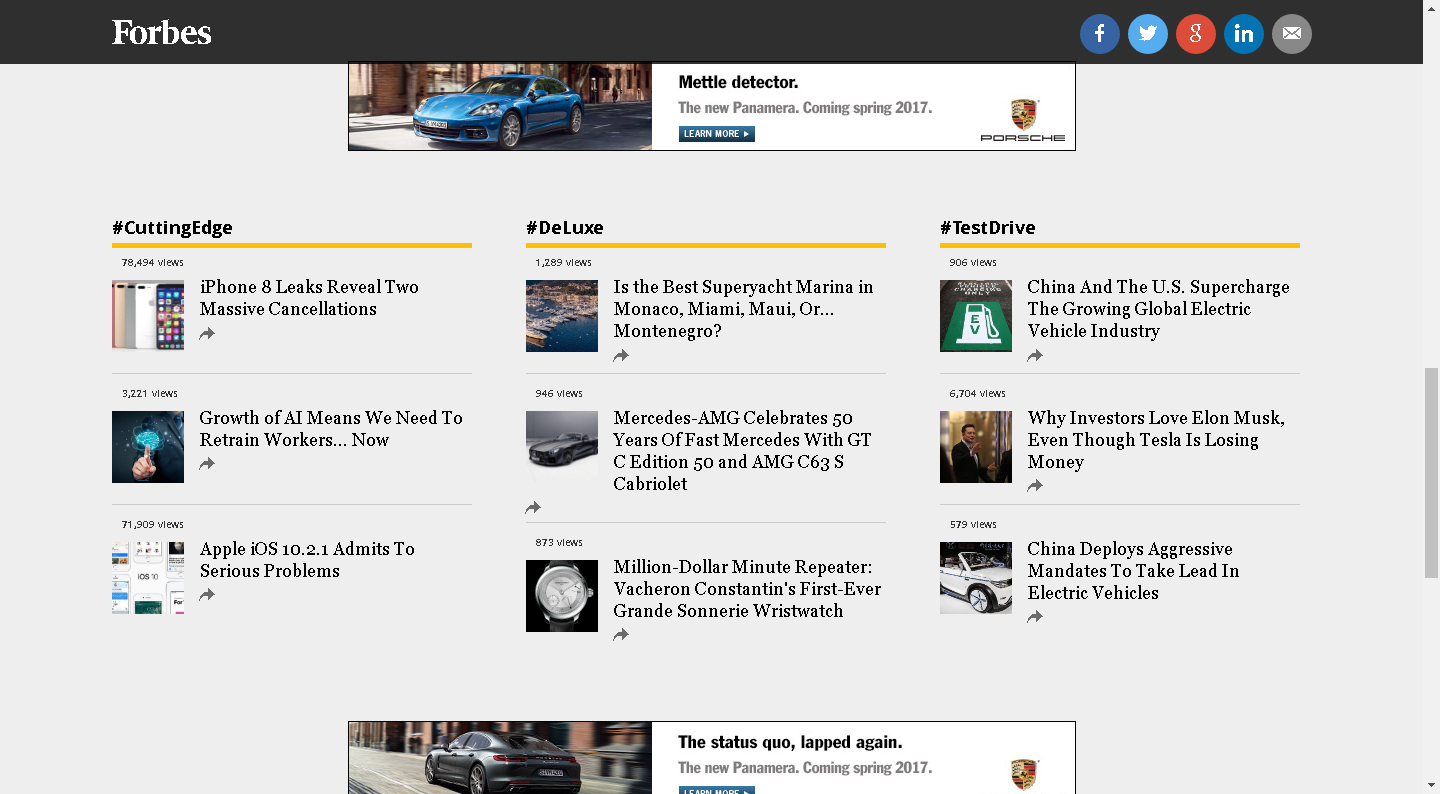 Forbes
Mettle detector.
The new Panamera. Coming spring 2017.
LEARN MORE
PORSCHE
#CuttingEdge
78,494 views
iPhone 8 Leaks Reveal Two
Massive Cancellations
3,221 views
Growth of AI Means We Need To
Retrain Workers... Now
71,909 views
iOS 10
Apple iOS 10.2.1 Admits To
Serious Problems
#DeLuxe
1,289 views
Is the Best Superyacht Marina in
Monaco, Miami, Maui, Or...
Montenegro?
946 views
Mercedes-AMG Celebrates 50
Years Of Fast Mercedes With GT
C Edition 50 and AMG C63 S
Cabriolet
873 views
Million-Dollar Minute Repeater:
Vacheron Constantin's First-Ever
Grande Sonnerie Wristwatch
#TestDrive
906 views
CHARGING
ONLY
EV
China And The U.S. Supercharge
The Growing Global Electric
Vehicle Industry
6,704 views
Why Investors Love Elon Musk,
Even Though Tesla Is Losing
Money
579 views
China Deploys Aggressive
Mandates To Take Lead In
Electric Vehicles
The status quo, lapped again.
The new Panamera. Coming spring 2017.
LEARN MORE